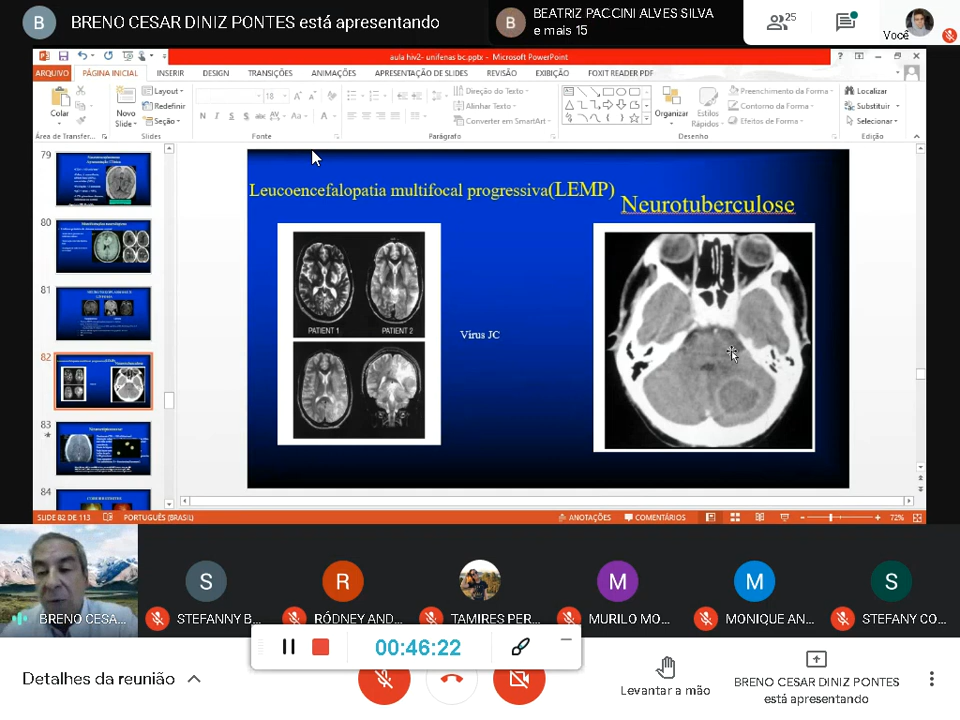 B BRENO CESAR DINIZ PONTES está apresentando
B BEATRIZ PACCINI ALVES SILVA
e mais 15
25
Você
aula hiv2- unifenas bc.pptx - Microsoft PowerPoint
ARQUIVO PÁGINA INICIAL INSERIR DESIGN TRANSIÇÕES ANIMAÇÕES APRESENTAÇÃO DE SLIDES REVISÃO EXIBIÇÃO FOXIT READER PDF
Colar
Novo
Slide
Layout
Redefinir
Seção
18
N I S S abc AV Aa A
Direção do Texto
Alinhar Texto
Converter em SmartArt
Organizar
Estilos
Rápidos
Preenchimento da Forma
Contorno da Forma
Efeitos de Forma
Localizar
Substituir
Selecionar
Área de Transferê... Slides Fonte Parágrafo Desenho Edição
79
80
81
82
83
84
Leucoencefalopatia multifocal progressiva(LEMP)
Neurotuberculose
PATIENT 1 PATIENT 2
Vírus JC
SLIDE 82 DE 113 PORTUGUÊS (BRASIL) ANOTAÇÕES COMENTÁRIOS 72%
BRENO CESA...
S STEFANNY B...
R RÓDNEY AND...
TAMIRES PER...
M MURILO MO...
M MONIQUE AN...
S STEFANY CO...
00:46:22
Detalhes da reunião
Levantar a mão
BRENO CESAR DINIZ PONTES
está apresentando